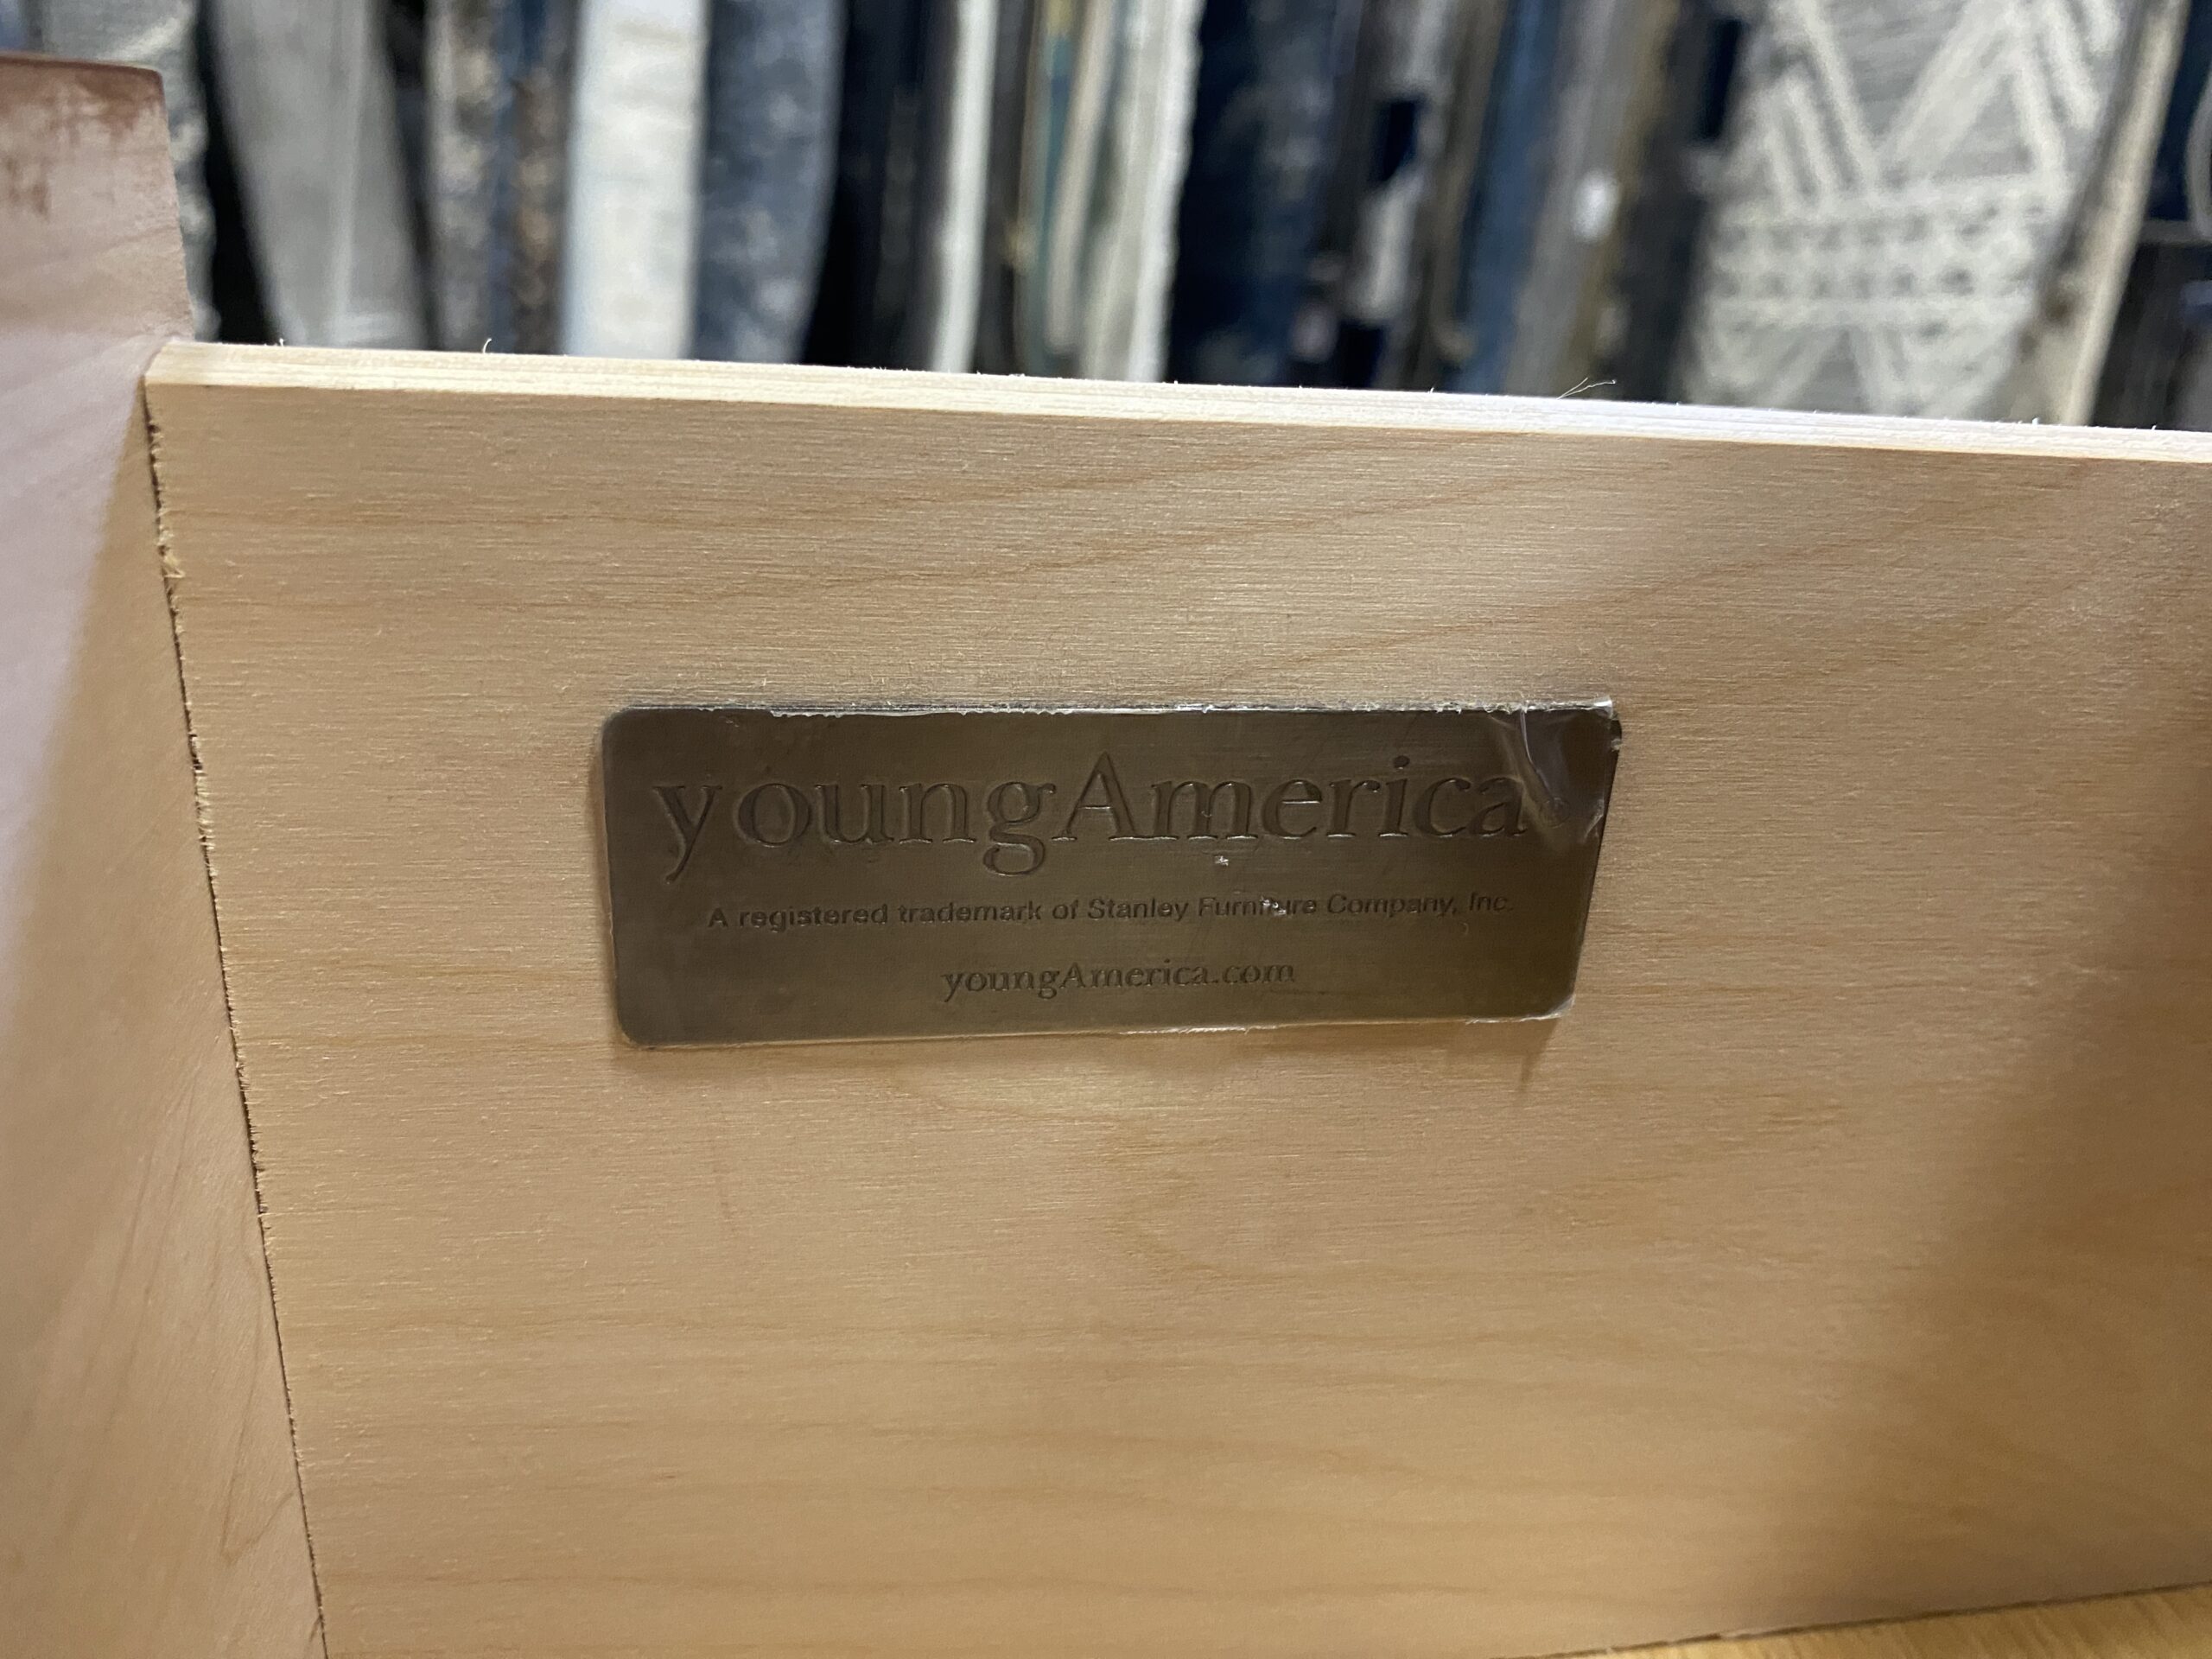 youngAmerica
A registered trademark of Stanley Furniture Company, Inc.
youngAmerica.com